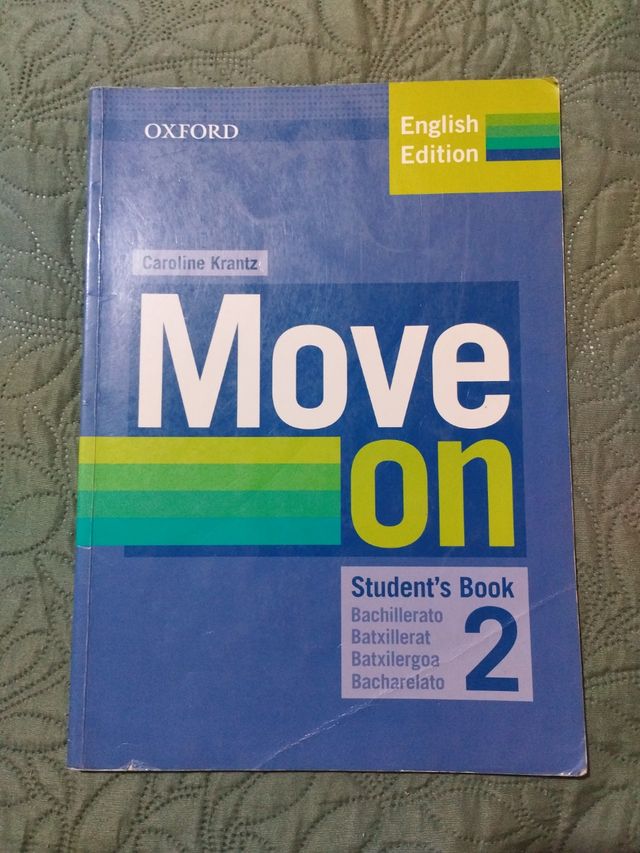 OXFORD
English
Edition
Caroline Krantz
Move
on
Student's Book
Bachillerato
Batxillerat
Batxilergoa
Bacharelato
2